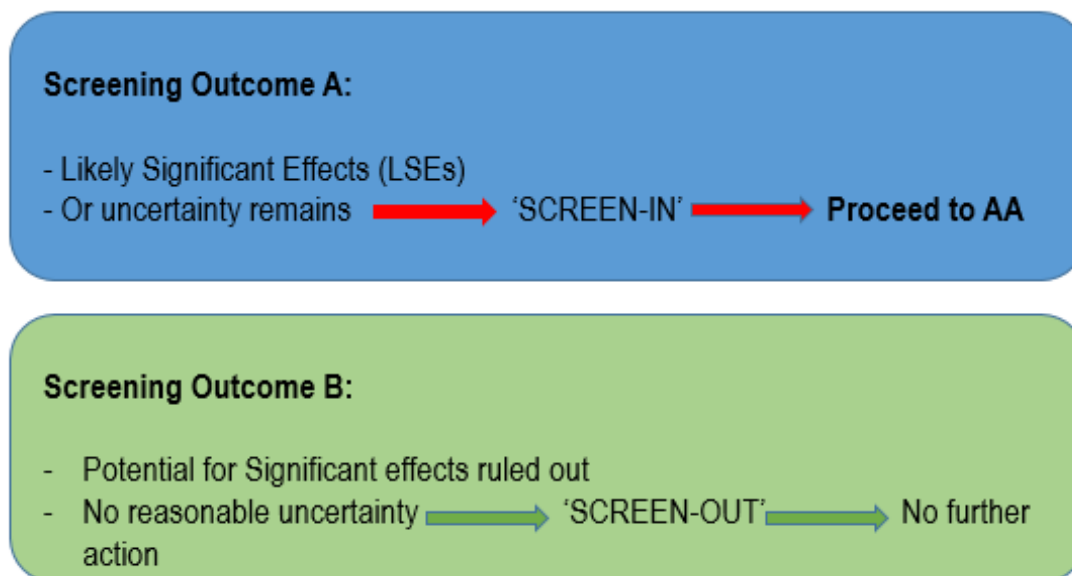 Screening Outcome A:
- Likely Significant Effects (LSEs)
- Or uncertainty remains ‘SCREEN-IN’ Proceed to AA
Screening Outcome B:
- Potential for Significant effects ruled out
- No reasonable uncertainty ‘SCREEN-OUT’ No further
action